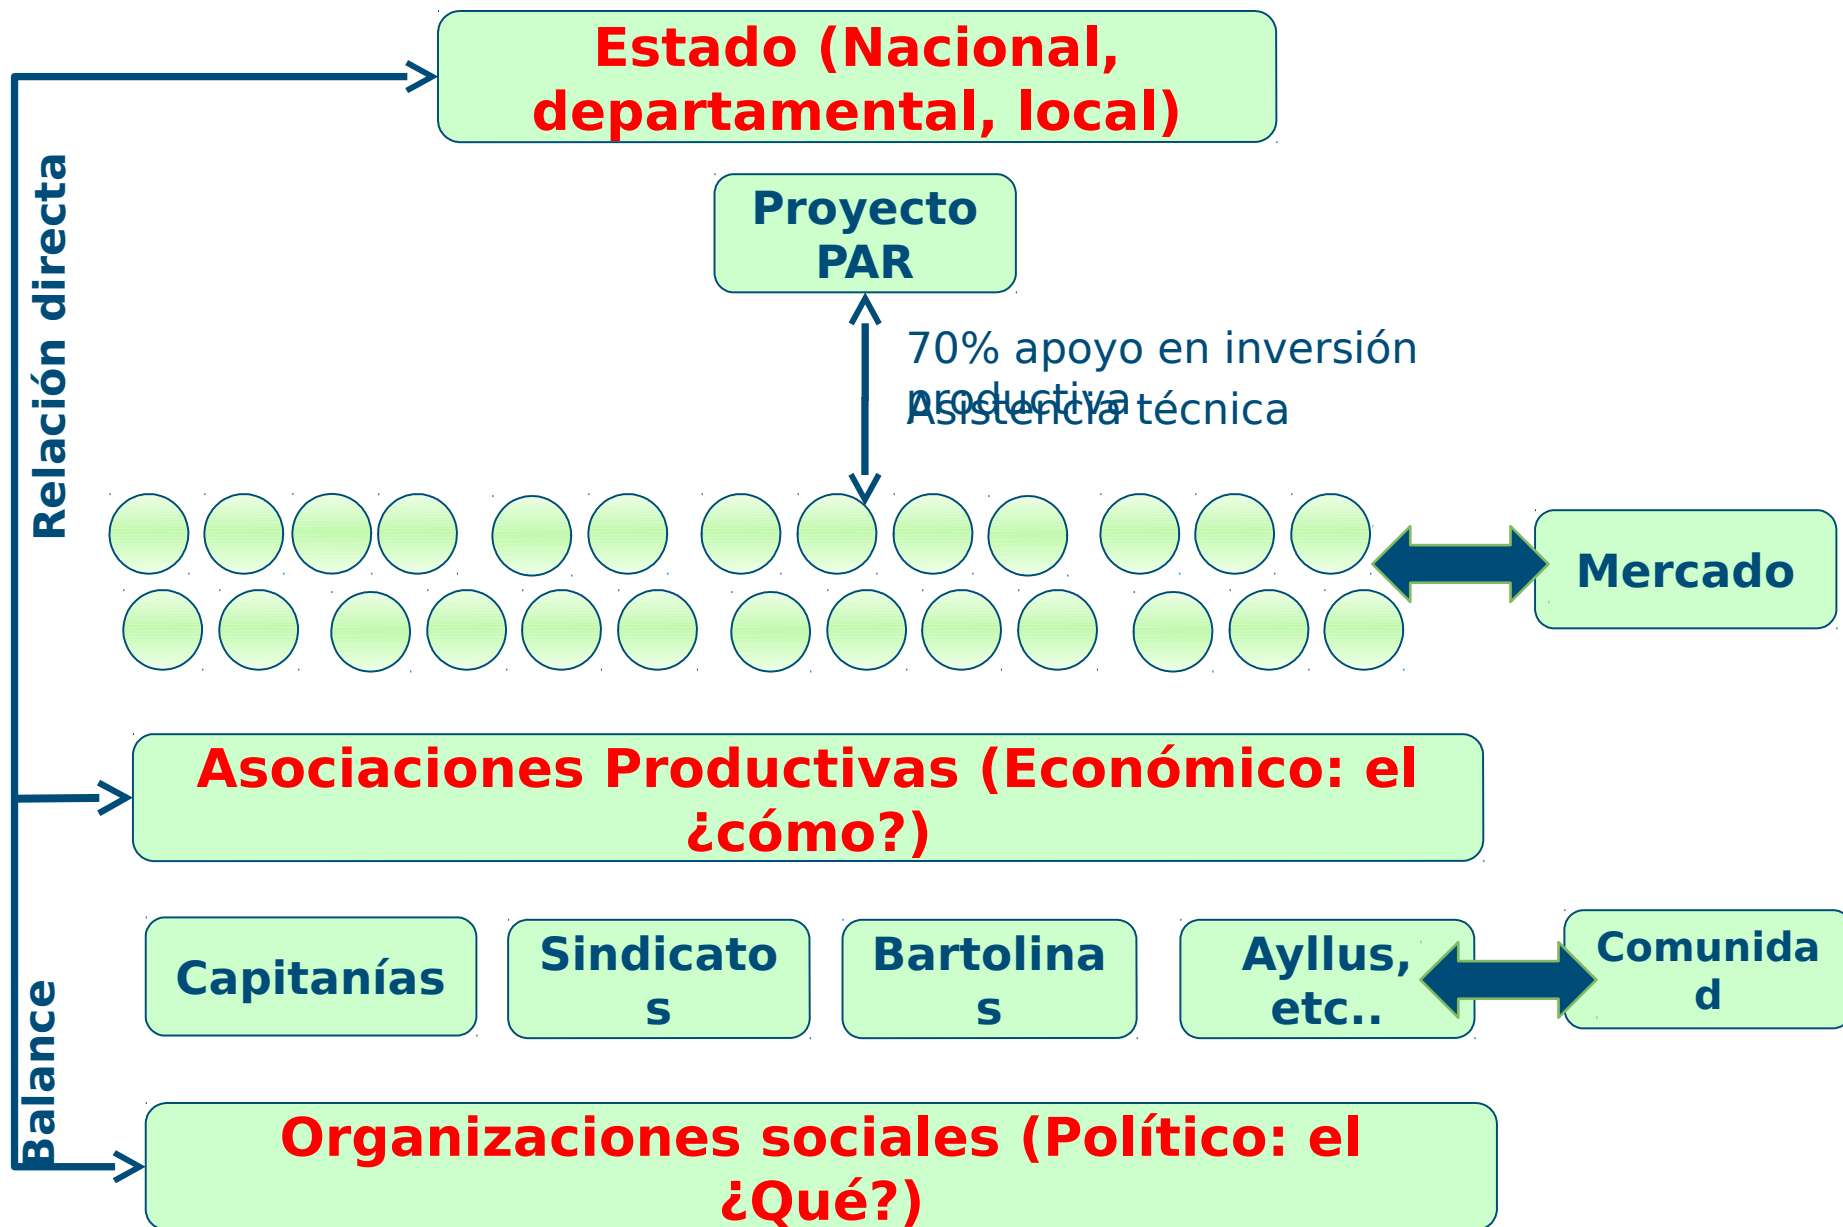 Estado (Nacional,
departamental, local)
Relación directa
Proyecto
PAR
70% apoyo en inversión
productiva
Asistencia técnica
Mercado
Asociaciones Productivas (Económico: el
¿cómo?)
Balance
Capitanías
Sindicato
s
Bartolina
s
Ayllus,
etc..
Comunida
d
Organizaciones sociales (Político: el
¿Qué?)